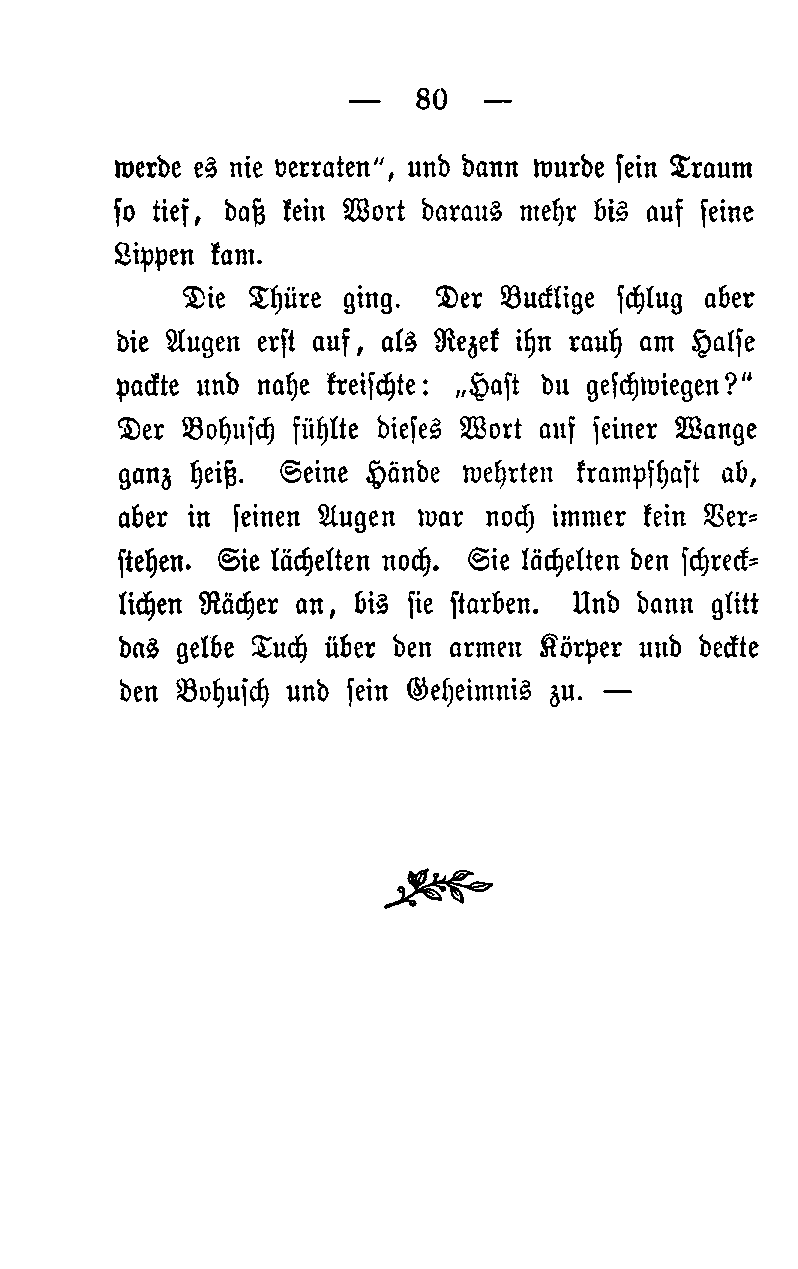 — 80 —
werde es nie verraten“, und dann wurde sein Traum
so tief, daß kein Wort daraus mehr bis auf seine
Lippen kam.
Die Thüre ging. Der Bucklige schlug aber
die Augen erst auf, als Rezek ihn rauh am Halse
packte und nahe kreischte: „Hast du geschwiegen?“
Der Bohusch fühlte dieses Wort auf seiner Wange
ganz heiß. Seine Hände wehrten krampfhaft ab,
aber in seinen Augen war noch immer kein Ver-
stehen. Sie lächelten noch. Sie lächelten den schreck-
lichen Rächer an, bis sie starben. Und dann glitt
das gelbe Tuch über den armen Körper und deckte
den Bohusch und sein Geheimnis zu. —